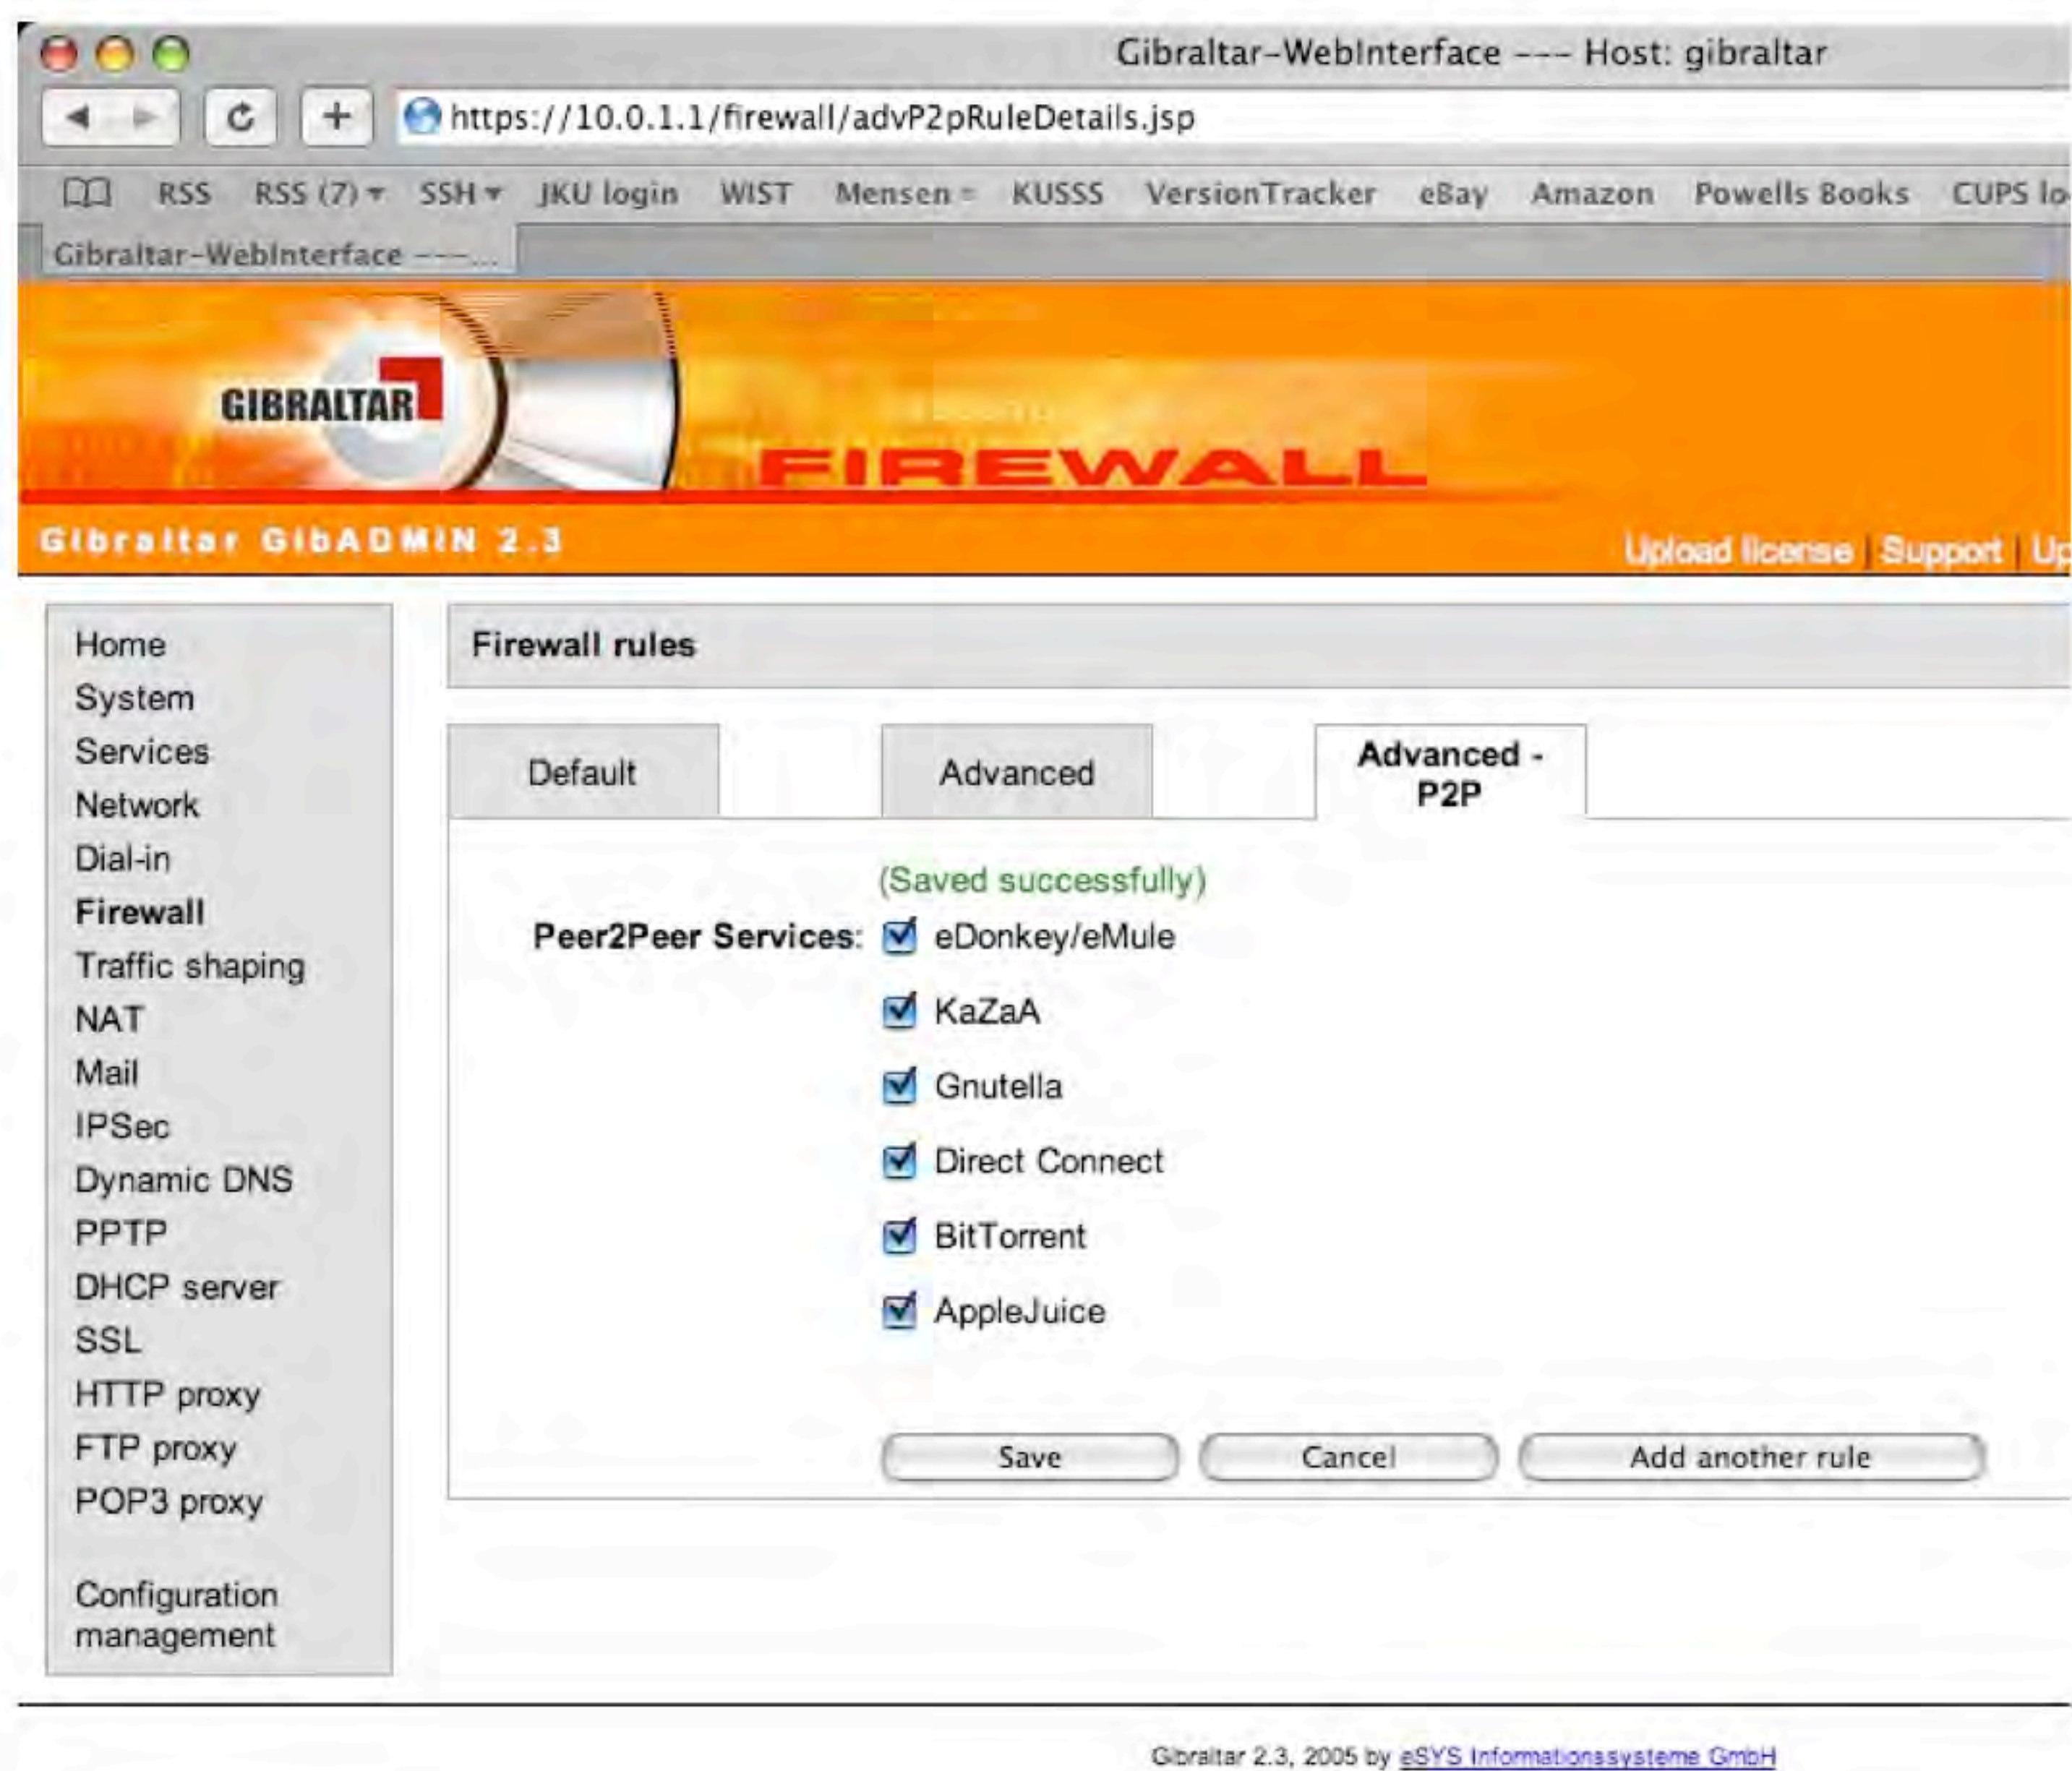 Gibraltar-WebInterface --- Host: gibraltar
https://10.0.1.1/firewall/advP2pRuleDetails.jsp
RSS RSS (7) SSH JKU login WIST Mensen KUSSS VersionTracker eBay Amazon Powells Books CUPS lo
Gibraltar-WebInterface ---...
GIBRALTAR
FIREWALL
Gibraltar GibADMIN 2.3
Upload license | Support | Up
Home
System
Services
Network
Dial-in
Firewall
Traffic shaping
NAT
Mail
IPSec
Dynamic DNS
PPTP
DHCP server
SSL
HTTP proxy
FTP proxy
POP3 proxy
Configuration
management
Firewall rules
Default
Advanced
Advanced -
P2P
(Saved successfully)
Peer2Peer Services: eDonkey/eMule
KaZaA
Gnutella
Direct Connect
BitTorrent
AppleJuice
Save Cancel Add another rule
Gibraltar 2.3, 2005 by eSYS Informationssysteme GmbH